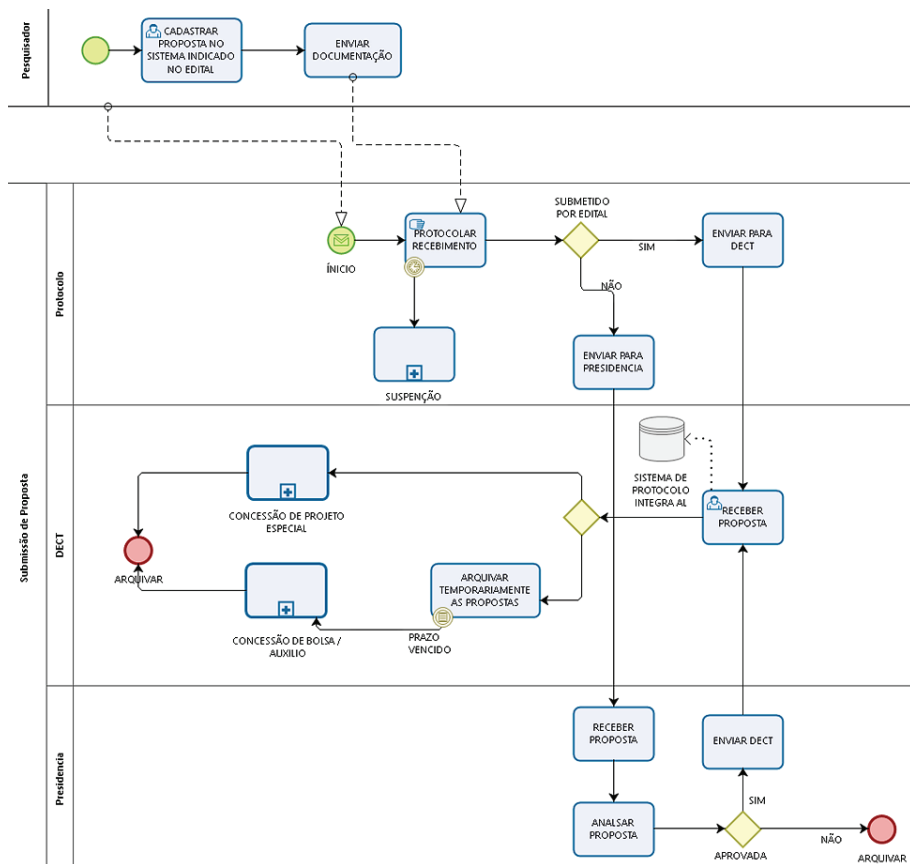 Pesquisador
CADASTRAR
PROPOSTA NO
SISTEMA INDICADO
NO EDITAL
ENVIAR
DOCUMENTAÇÃO
Submissão de Proposta
Protocolo
ÍNICIO
PROTOCOLAR
RECEBIMENTO
SUBMETIDO
POR EDITAL
SIM
ENVIAR PARA
DECT
NÃO
ENVIAR PARA
PRESIDENCIA
SUSPENÇÃO
DECT
SISTEMA DE
PROTOCOLO
INTEGRA AL
RECEBER
PROPOSTA
CONCESSÃO DE PROJETO
ESPECIAL
ARQUIVAR
ARQUIVAR
TEMPORARIAMENTE
AS PROPOSTAS
PRAZO
VENCIDO
CONCESSÃO DE BOLSA /
AUXILIO
Presidencia
RECEBER
PROPOSTA
ENVIAR DECT
ANALSAR
PROPOSTA
SIM
APROVADA
NÃO
ARQUIVAR